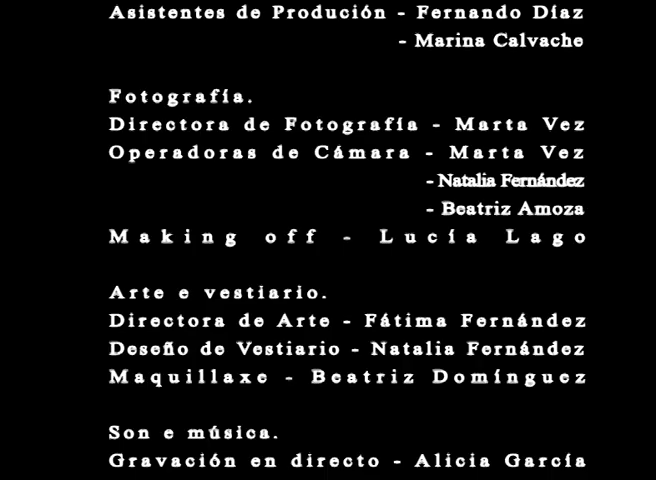 Asistentes de Produción - Fernando Díaz
- Marina Calvache
Fotografía.
Directora de Fotografía - Marta Vez
Operadoras de Cámara - Marta Vez
- Natalia Fernández
- Beatriz Amoza
Making off - Lucía Lago
Arte e vestiario.
Directora de Arte - Fátima Fernández
Deseño de Vestiario - Natalia Fernández
Maquillaxe - Beatriz Domínguez
Son e música.
Gravación en directo - Alicia García